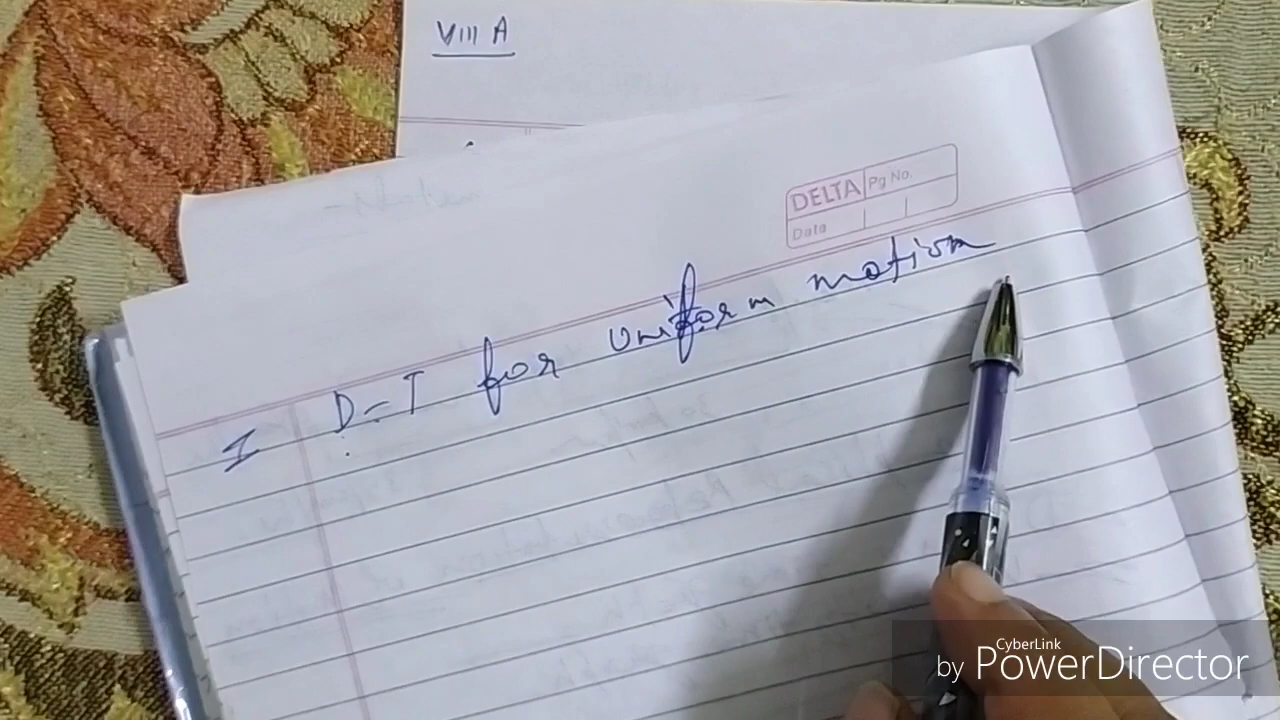 VIII A
DELTA Pg No.
Date
I D-T for uniform motion
CyberLink
by PowerDirector